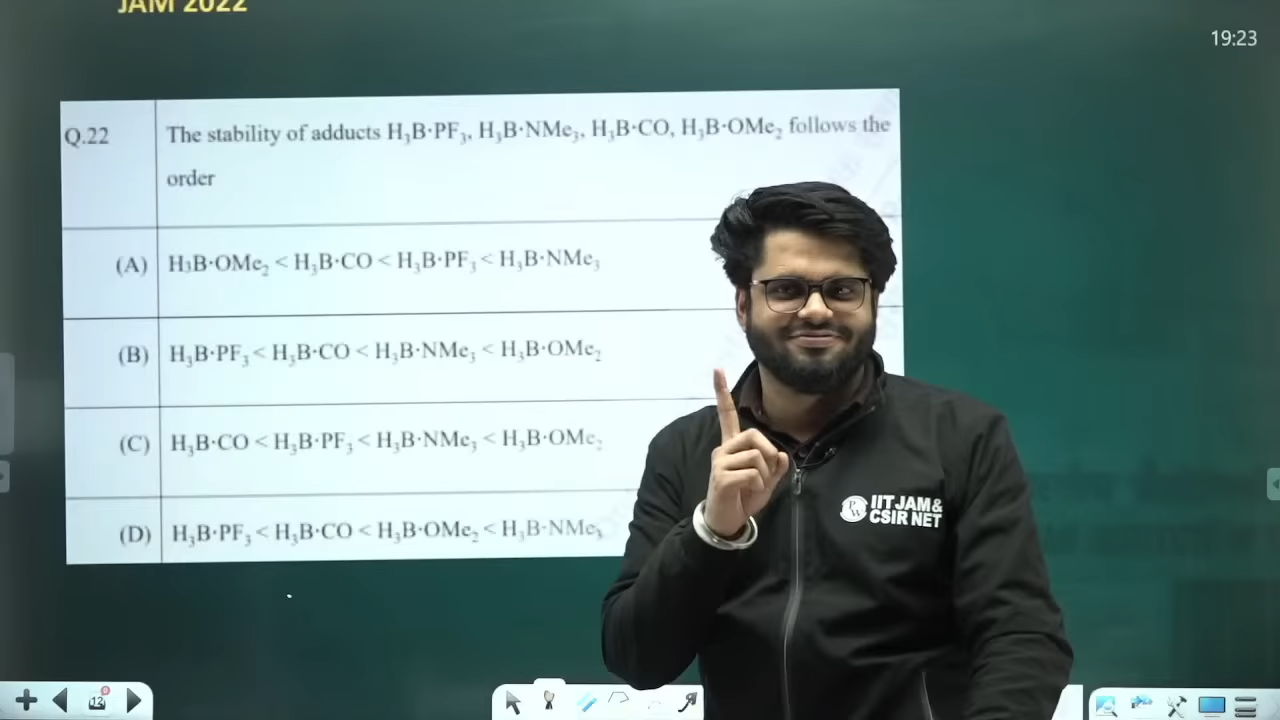 JAM 2022
19:23
Q.22 The stability of adducts H₃B·PF₃, H₃B·NMe₃, H₃B·CO, H₃B·OMe₂ follows the
order
(A) H₃B·OMe₂ < H₃B·CO < H₃B·PF₃ < H₃B·NMe₃
(B) H₃B·PF₃ < H₃B·CO < H₃B·NMe₃ < H₃B·OMe₂
(C) H₃B·CO < H₃B·PF₃ < H₃B·NMe₃ < H₃B·OMe₂
(D) H₃B·PF₃ < H₃B·CO < H₃B·OMe₂ < H₃B·NMe₃
IIT JAM &
CSIR NET
12